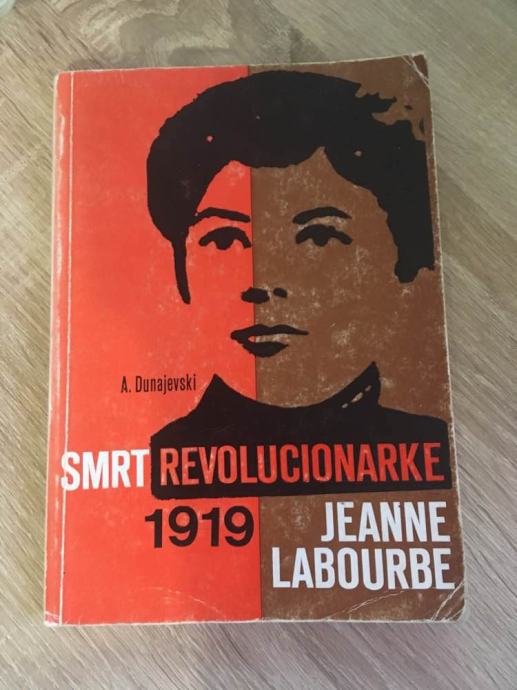 A. Dunajevski
SMRT REVOLUCIONARKE
1919 JEANNE
LABOURBE